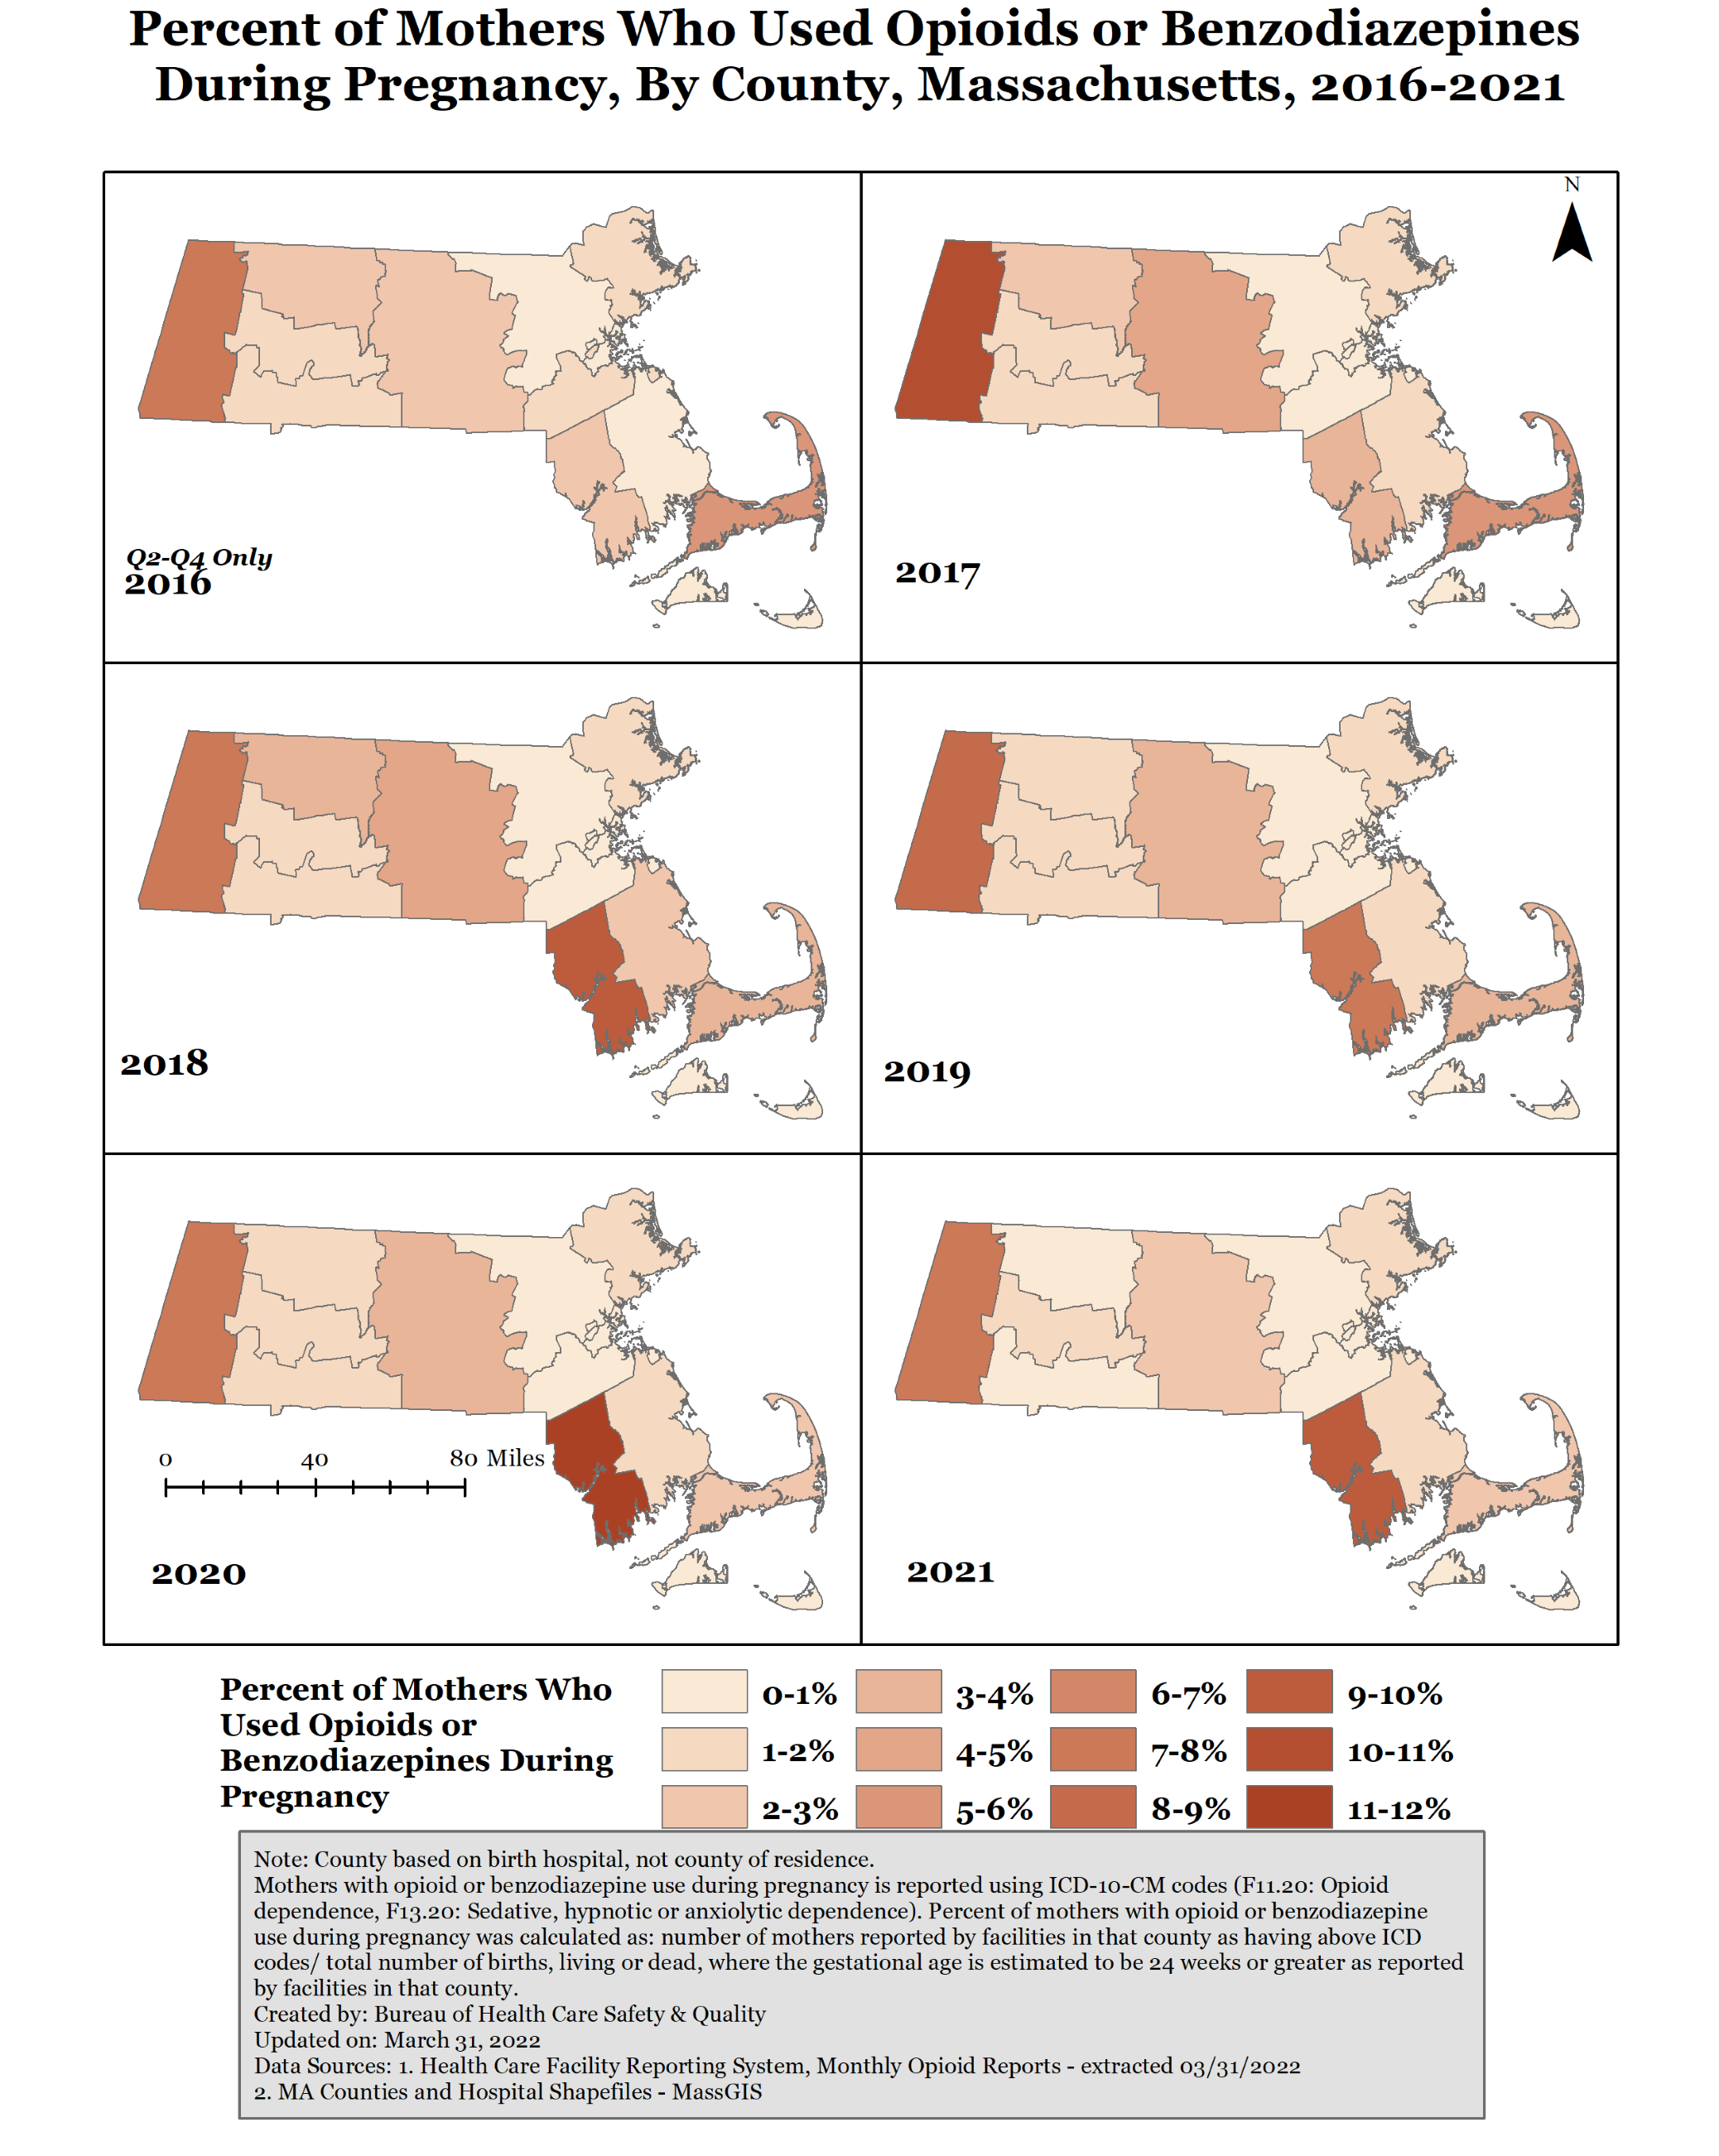 Percent of Mothers Who Used Opioids or Benzodiazepines
During Pregnancy, By County, Massachusetts, 2016-2021
N
Q2-Q4 Only
2016
2017
2018
2019
0 40 80 Miles
2020
2021
Percent of Mothers Who
Used Opioids or
Benzodiazepines During
Pregnancy
0-1% 3-4% 6-7% 9-10%
1-2% 4-5% 7-8% 10-11%
2-3% 5-6% 8-9% 11-12%
Note: County based on birth hospital, not county of residence.
Mothers with opioid or benzodiazepine use during pregnancy is reported using ICD-10-CM codes (F11.20: Opioid
dependence, F13.20: Sedative, hypnotic or anxiolytic dependence). Percent of mothers with opioid or benzodiazepine
use during pregnancy was calculated as: number of mothers reported by facilities in that county as having above ICD
codes/ total number of births, living or dead, where the gestational age is estimated to be 24 weeks or greater as reported
by facilities in that county.
Created by: Bureau of Health Care Safety & Quality
Updated on: March 31, 2022
Data Sources: 1. Health Care Facility Reporting System, Monthly Opioid Reports - extracted 03/31/2022
2. MA Counties and Hospital Shapefiles - MassGIS